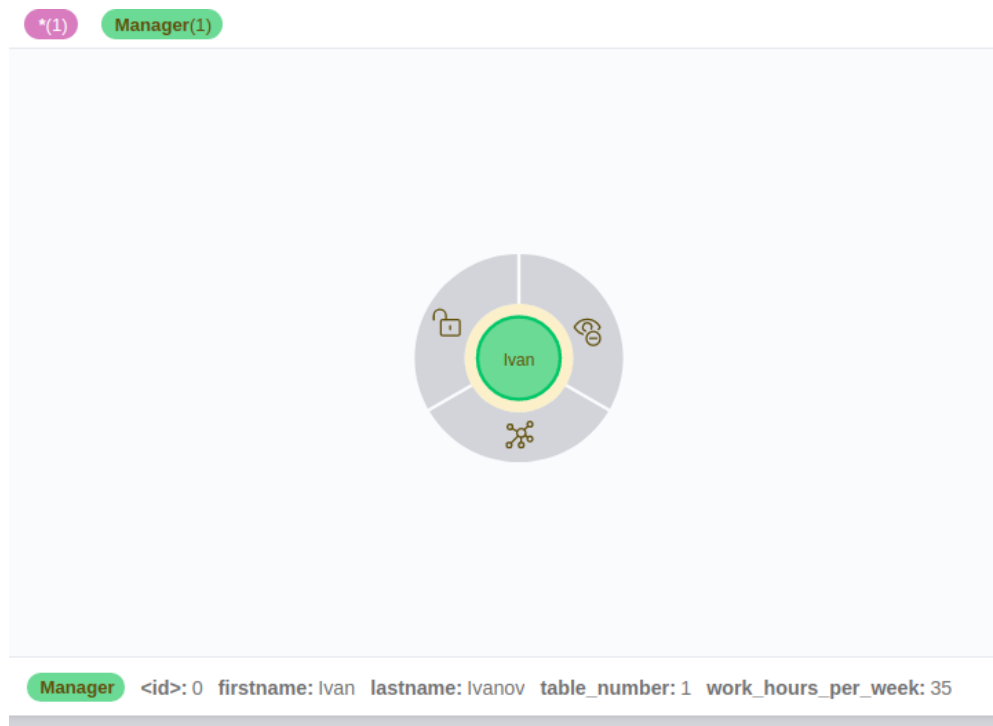 *(1) Manager(1)
Ivan
Manager <id>: 0 firstname: Ivan lastname: Ivanov table_number: 1 work_hours_per_week: 35